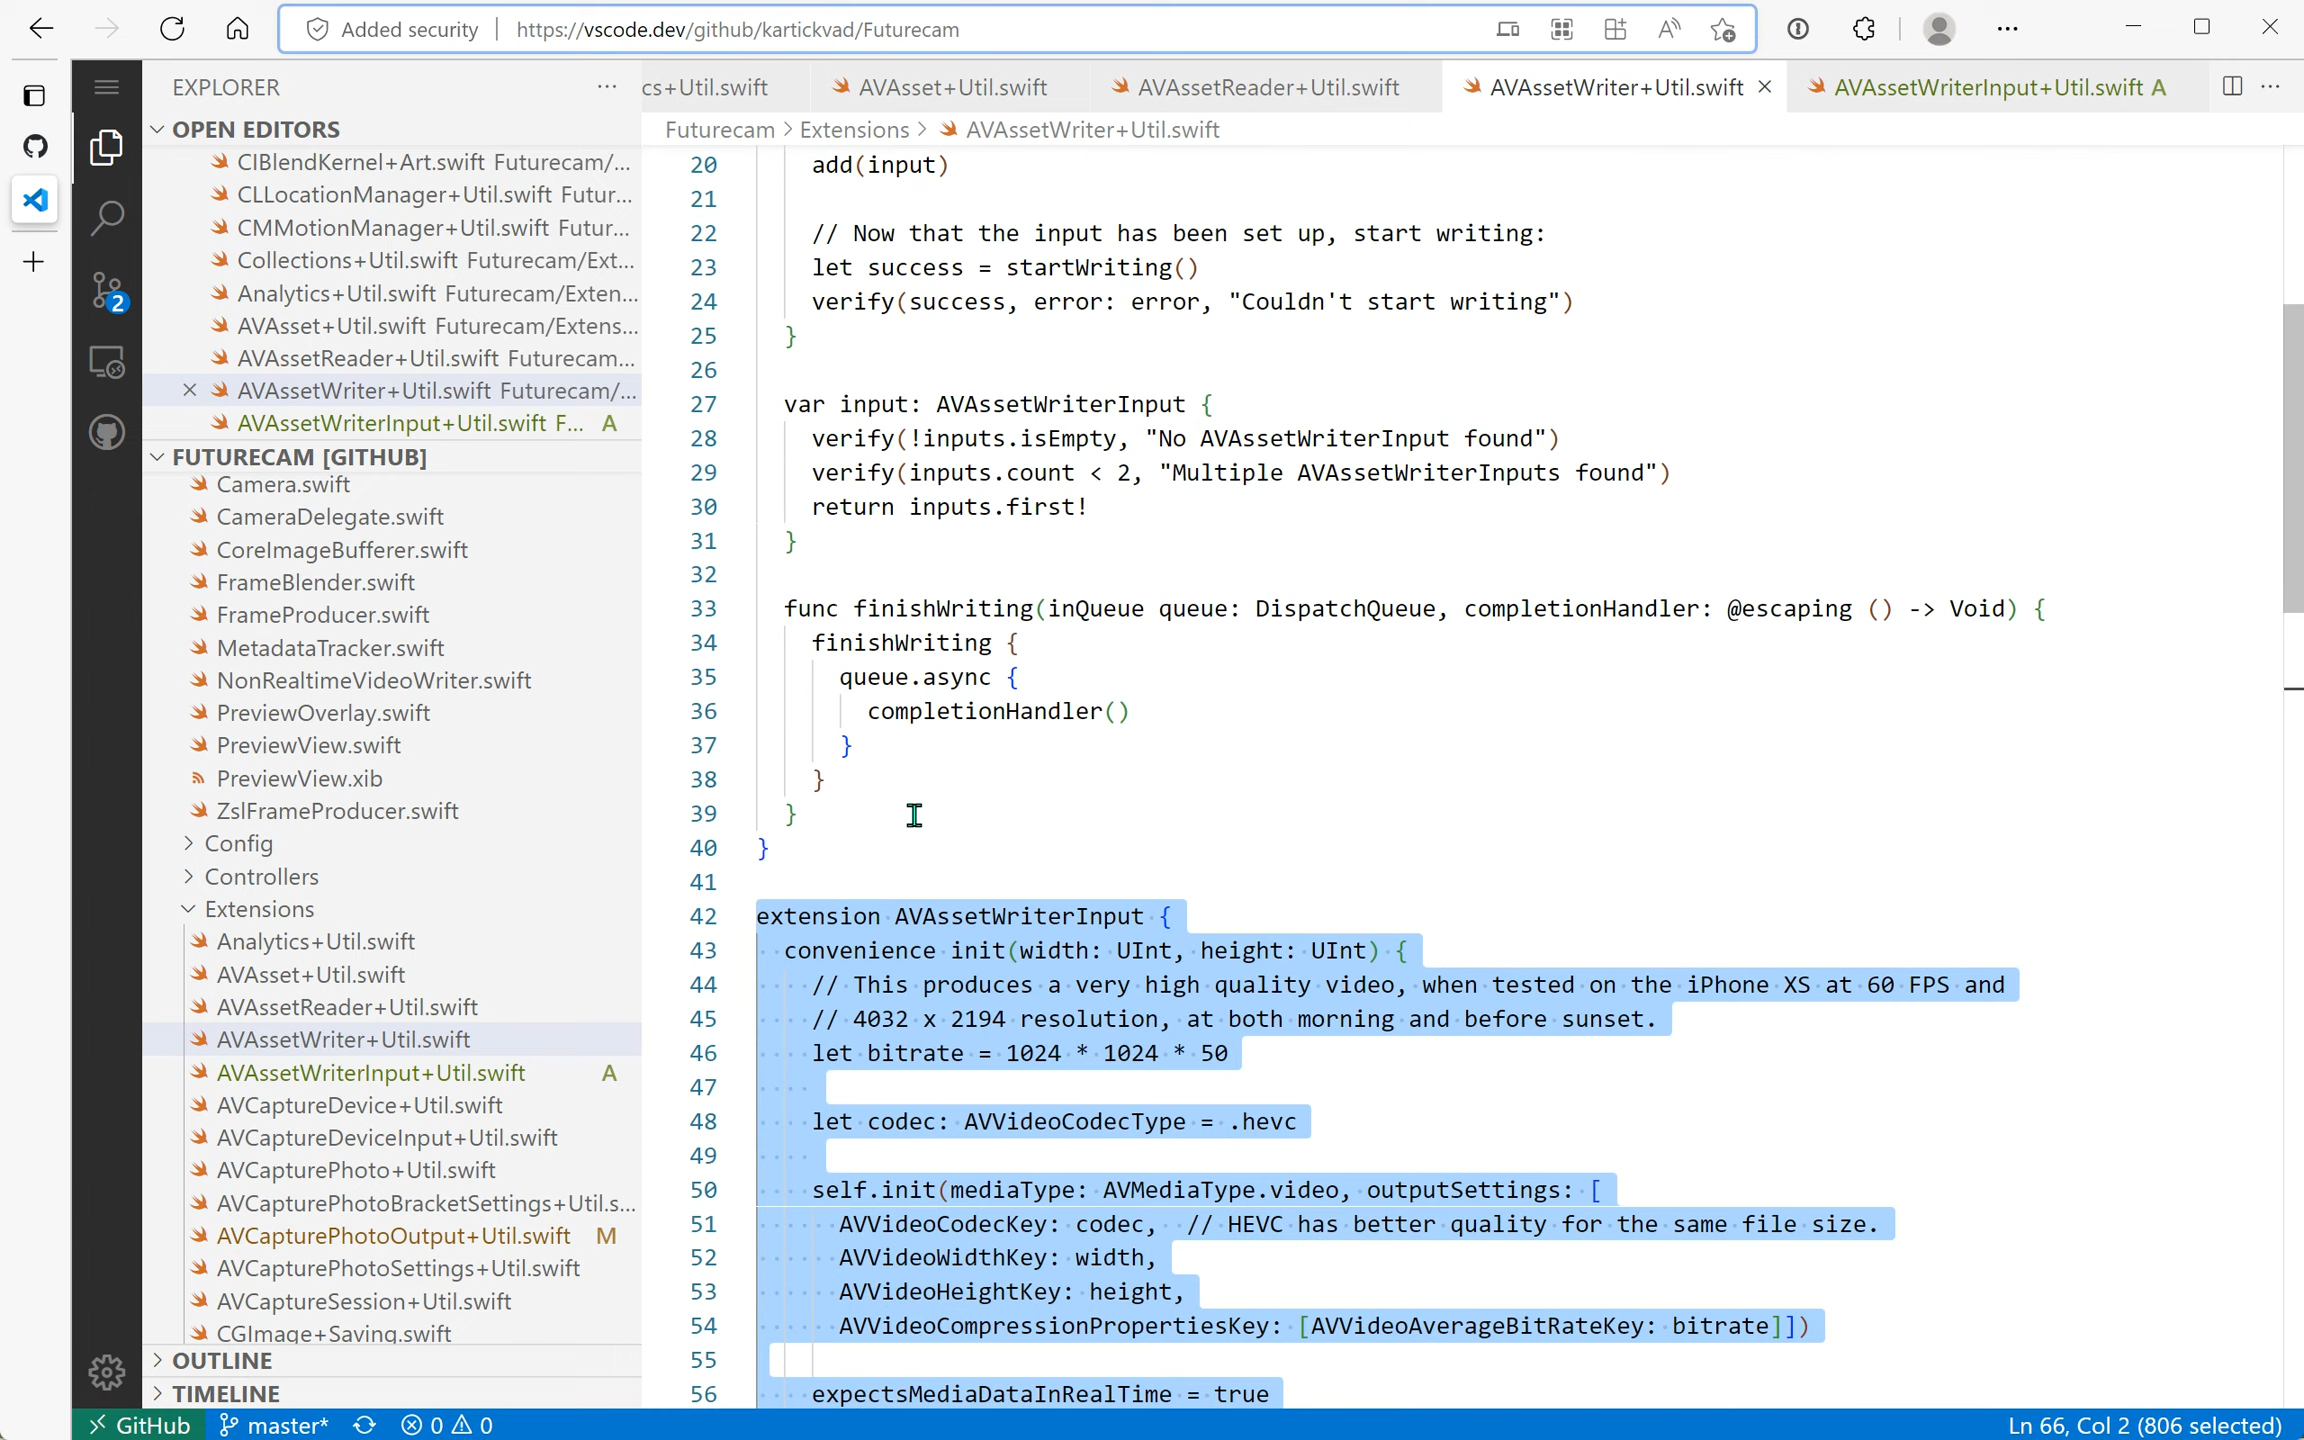 Added security | https://vscode.dev/github/kartickvad/Futurecam
EXPLORER
OPEN EDITORS
CIBlendKernel+Art.swift Futurecam/...
CLLocationManager+Util.swift Futur...
CMMotionManager+Util.swift Futur...
Collections+Util.swift Futurecam/Ext...
Analytics+Util.swift Futurecam/Exten...
AVAsset+Util.swift Futurecam/Extens...
AVAssetReader+Util.swift Futurecam...
AVAssetWriter+Util.swift Futurecam/...
AVAssetWriterInput+Util.swift F... A
FUTURECAM [GITHUB]
Camera.swift
CameraDelegate.swift
CoreImageBufferer.swift
FrameBlender.swift
FrameProducer.swift
MetadataTracker.swift
NonRealtimeVideoWriter.swift
PreviewOverlay.swift
PreviewView.swift
PreviewView.xib
ZslFrameProducer.swift
Config
Controllers
Extensions
Analytics+Util.swift
AVAsset+Util.swift
AVAssetReader+Util.swift
AVAssetWriter+Util.swift
AVAssetWriterInput+Util.swift A
AVCaptureDevice+Util.swift
AVCaptureDeviceInput+Util.swift
AVCapturePhoto+Util.swift
AVCapturePhotoBracketSettings+Util.s...
AVCapturePhotoOutput+Util.swift M
AVCapturePhotoSettings+Util.swift
AVCaptureSession+Util.swift
CGImage+Saving.swift
OUTLINE
TIMELINE
2
cs+Util.swift AVAsset+Util.swift AVAssetReader+Util.swift AVAssetWriter+Util.swift AVAssetWriterInput+Util.swift A
Futurecam > Extensions > AVAssetWriter+Util.swift
20 add(input)
21
22 // Now that the input has been set up, start writing:
23 let success = startWriting()
24 verify(success, error: error, "Couldn't start writing")
25 }
26
27 var input: AVAssetWriterInput {
28 verify(!inputs.isEmpty, "No AVAssetWriterInput found")
29 verify(inputs.count < 2, "Multiple AVAssetWriterInputs found")
30 return inputs.first!
31 }
32
33 func finishWriting(inQueue queue: DispatchQueue, completionHandler: @escaping () -> Void) {
34 finishWriting {
35 queue.async {
36 completionHandler()
37 }
38 }
39 }
40 }
41
42 extension AVAssetWriterInput {
43 convenience init(width: UInt, height: UInt) {
44 // This produces a very high quality video, when tested on the iPhone XS at 60 FPS and
45 // 4032 x 2194 resolution, at both morning and before sunset.
46 let bitrate = 1024 * 1024 * 50
47
48 let codec: AVVideoCodecType = .hevc
49
50 self.init(mediaType: AVMediaType.video, outputSettings: [
51 AVVideoCodecKey: codec, // HEVC has better quality for the same file size.
52 AVVideoWidthKey: width,
53 AVVideoHeightKey: height,
54 AVVideoCompressionPropertiesKey: [AVVideoAverageBitRateKey: bitrate]])
55
56 expectsMediaDataInRealTime = true
GitHub master* 0 0 Ln 66, Col 2 (806 selected)